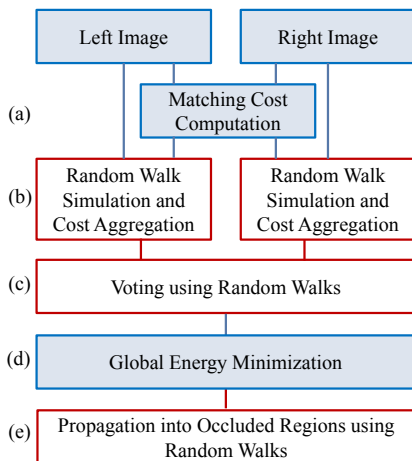 Left Image
Right Image
(a)
Matching Cost
Computation
(b)
Random Walk
Simulation and
Cost Aggregation
Random Walk
Simulation and
Cost Aggregation
(c)
Voting using Random Walks
(d)
Global Energy Minimization
(e)
Propagation into Occluded Regions using
Random Walks